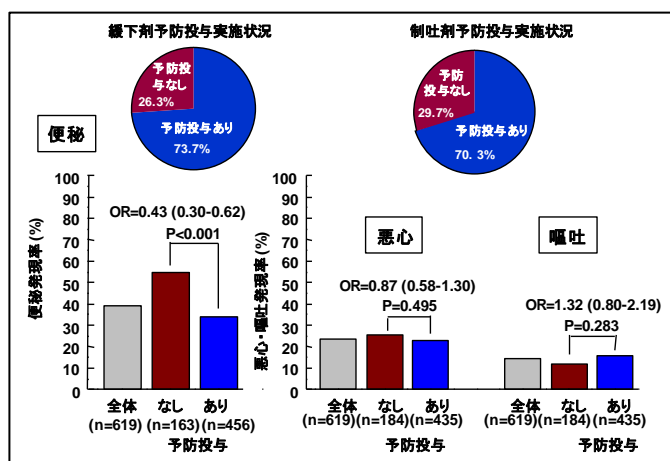 緩下剤予防投与実施状況
制吐剤予防投与実施状況
予防投
与なし
26.3%
予防投与あり
73.7%
予防
投与なし
29.7%
予防投与あり
70. 3%
便秘
便秘発現率 (%)
100
90
80
70
60
50
40
30
20
10
0
OR=0.43 (0.30-0.62)
P<0.001
全体
なし
あり
(n=619)
(n=163)
(n=456)
予防投与
悪心・嘔吐発現率 (%)
100
90
80
70
60
50
40
30
20
10
0
悪心
OR=0.87 (0.58-1.30)
P=0.495
全体
なし
あり
(n=619)
(n=184)
(n=435)
予防投与
嘔吐
OR=1.32 (0.80-2.19)
P=0.283
全体
なし
あり
(n=619)
(n=184)
(n=435)
予防投与